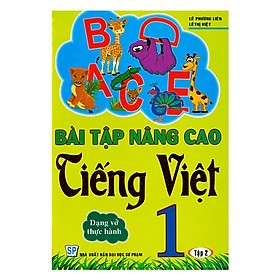 LÊ PHƯƠNG LIÊN
LÊ THỊ VIỆT
B
A C E
BÀI TẬP NÂNG CAO
Tiếng Việt
1
Dạng vở
thực hành
Tập 2
SP
NHÀ XUẤT BẢN ĐẠI HỌC SƯ PHẠM